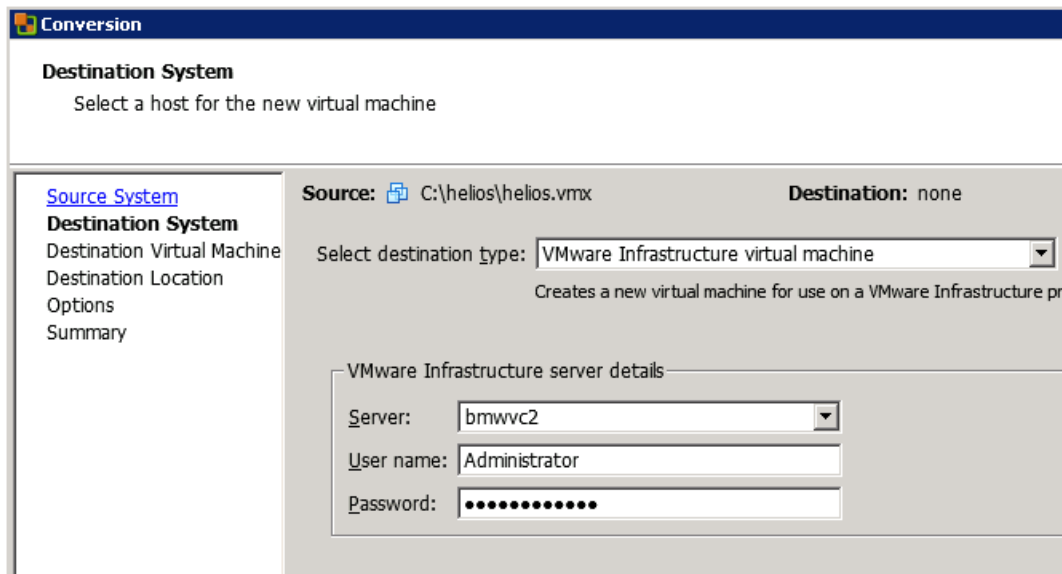 Conversion
Destination System
Select a host for the new virtual machine
Source System
Destination System
Destination Virtual Machine
Destination Location
Options
Summary
Source: C:\helios\helios.vmx Destination: none
Select destination type: VMware Infrastructure virtual machine
Creates a new virtual machine for use on a VMware Infrastructure pr
VMware Infrastructure server details
Server: bmwvc2
User name: Administrator
Password: ●●●●●●●●●●●●